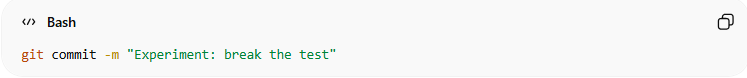 </> Bash
git commit -m "Experiment: break the test"